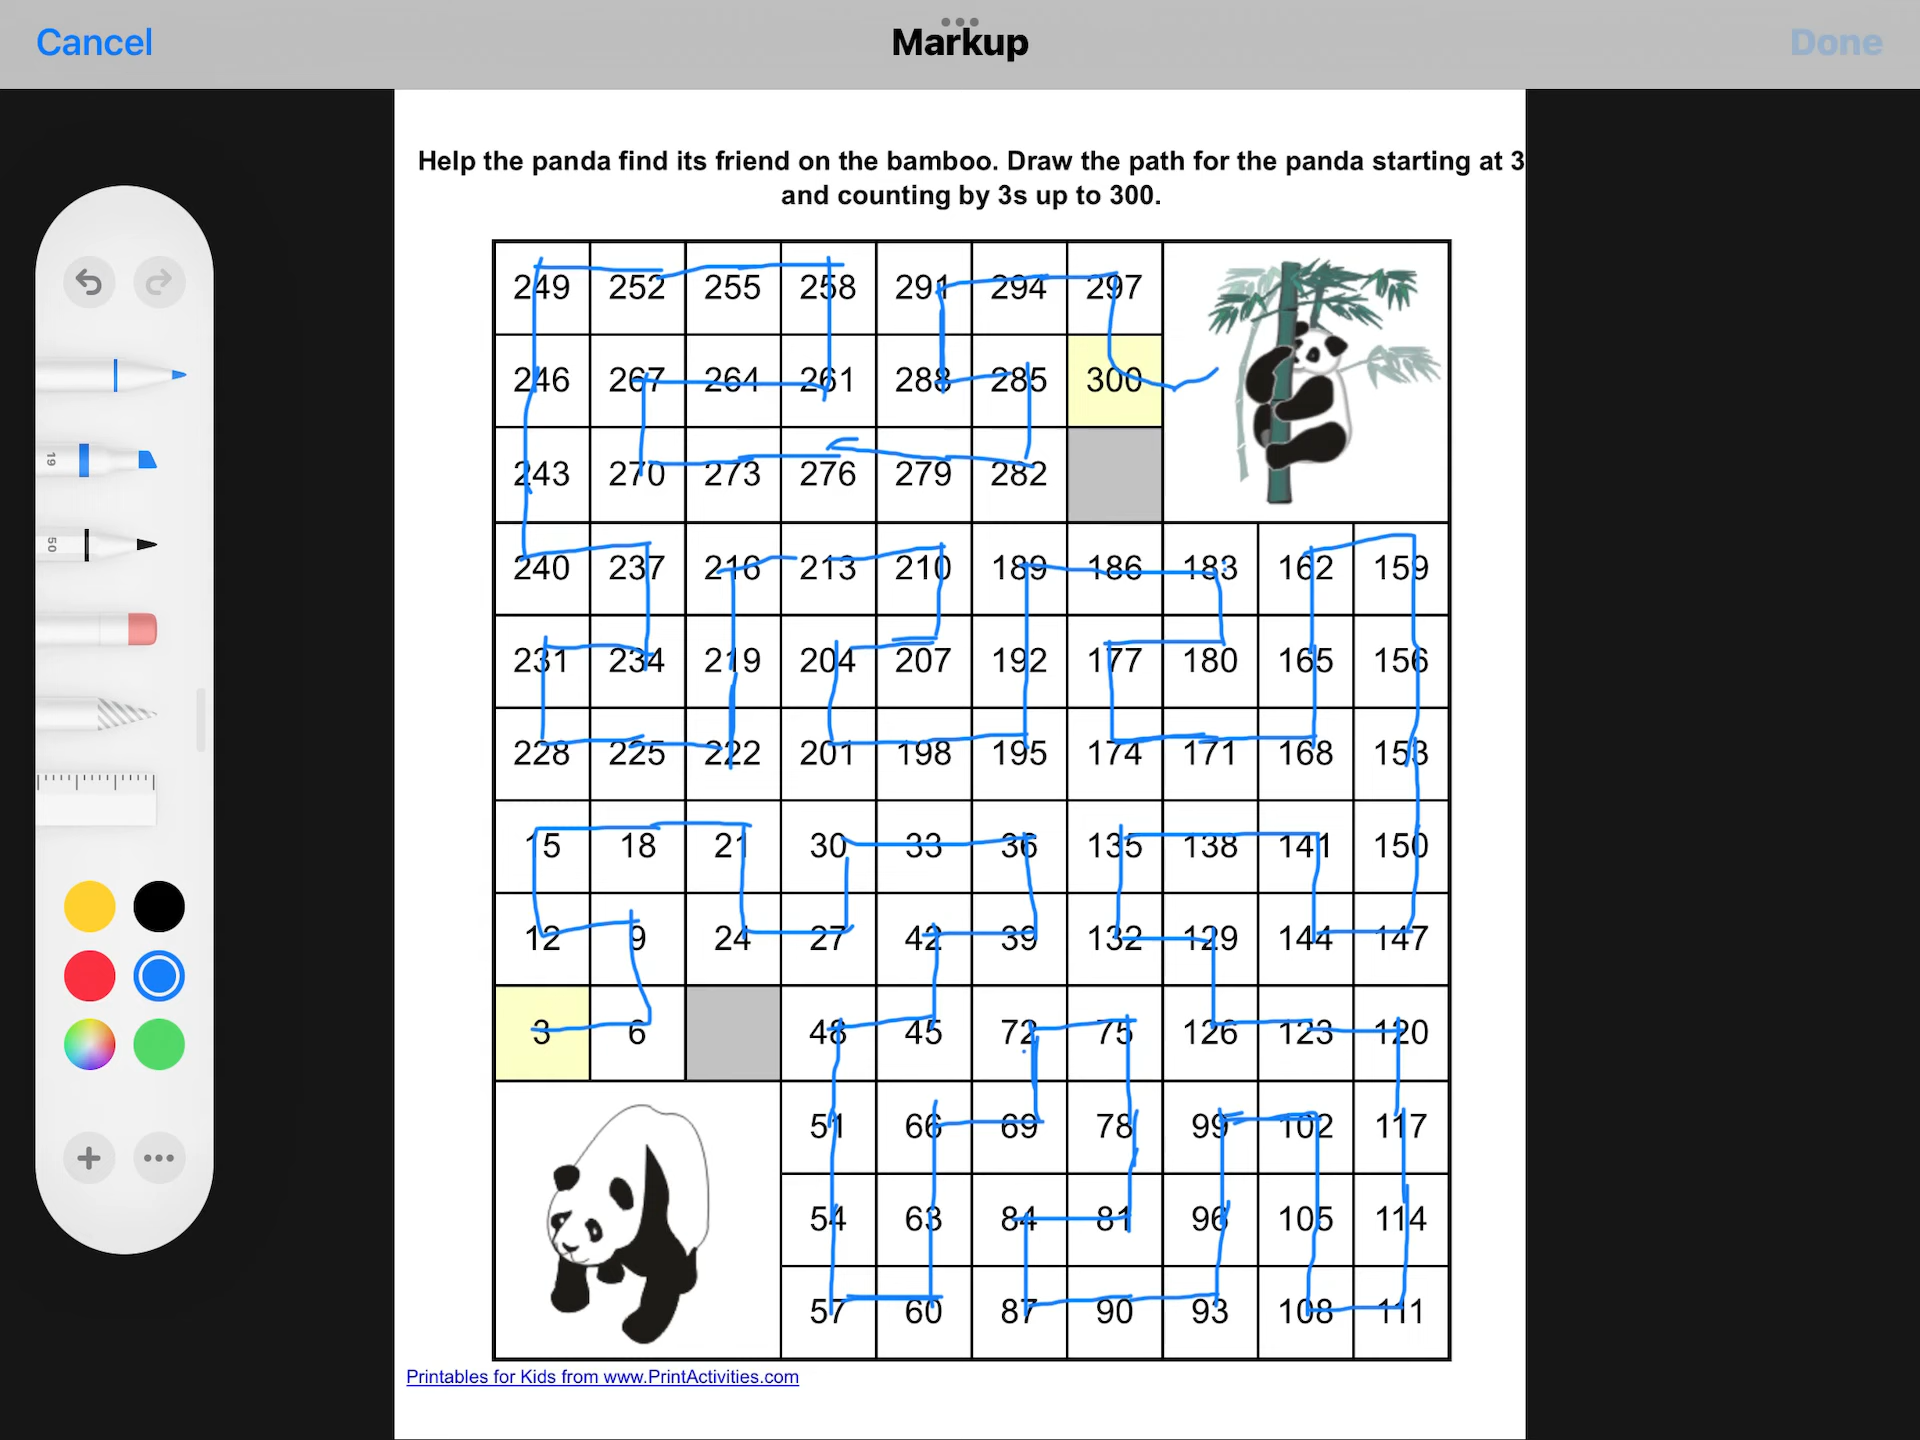 Cancel
Markup
Done
Help the panda find its friend on the bamboo. Draw the path for the panda starting at 3
and counting by 3s up to 300.
249 252 255 258 291 294 297
246 267 264 261 288 285 300
243 270 273 276 279 282
240 237 216 213 210 189 186 183 162 159
231 234 219 204 207 192 177 180 165 156
228 225 222 201 198 195 174 171 168 153
15 18 21 30 33 36 135 138 141 150
12 9 24 27 42 39 132 129 144 147
3 6 48 45 72 75 126 123 120
51 66 69 78 99 102 117
54 63 84 81 96 105 114
57 60 87 90 93 108 111
Printables for Kids from www.PrintActivities.com
19
50